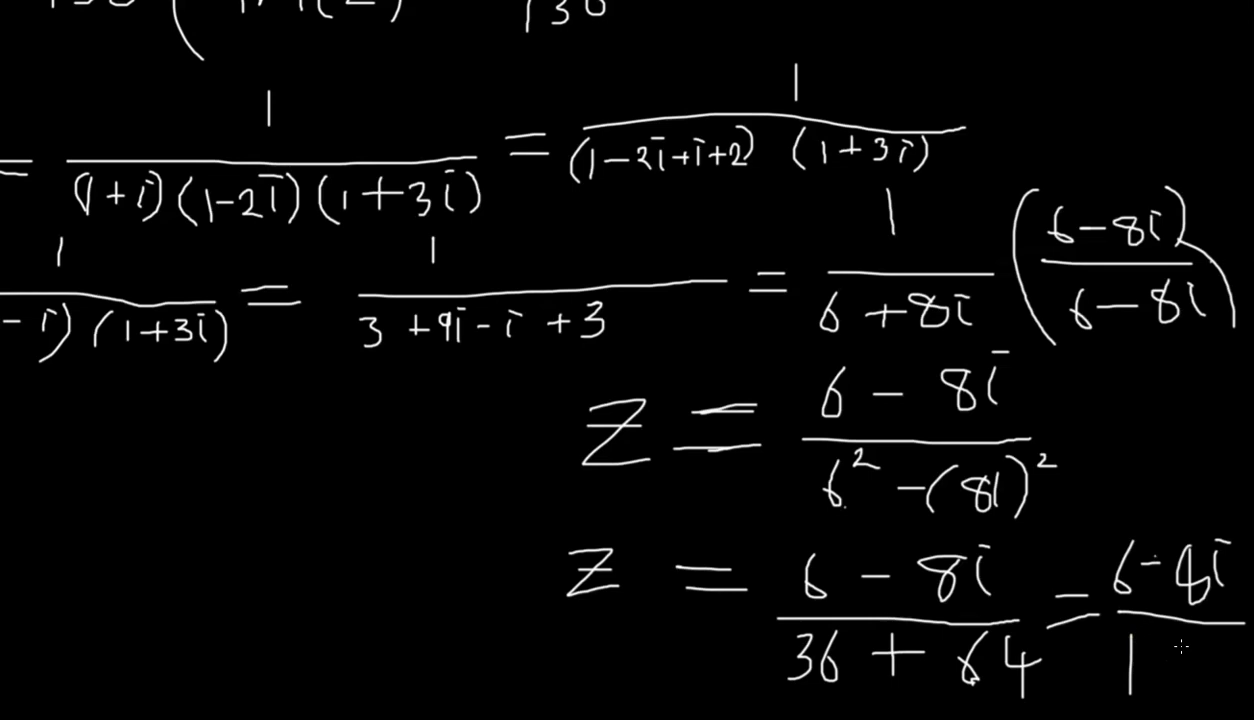 = 1/((1+i)(1-2i)(1+3i)) = 1/((1-2i+i+2) (1+3i))
1/(-i)(1+3i)) = 1/(3+9i-i+3) = 1/(6+8i) ((6-8i)/(6-8i))
Z = (6-8i)/(6²-(8i)²)
Z = (6-8i)/(36+64) = (6-8i)/1